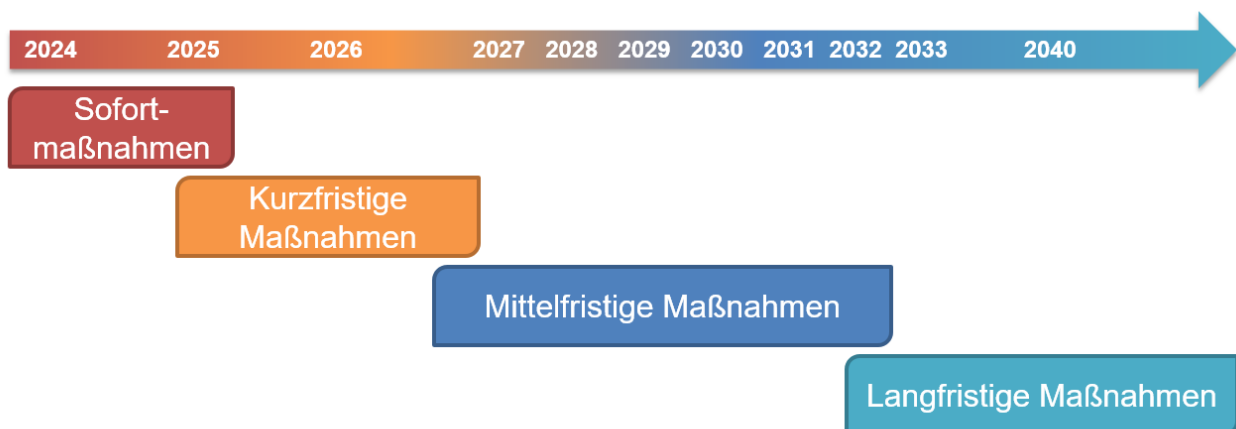 2024 2025 2026 2027 2028 2029 2030 2031 2032 2033 2040
Sofort-
maßnahmen
Kurzfristige
Maßnahmen
Mittelfristige Maßnahmen
Langfristige Maßnahmen